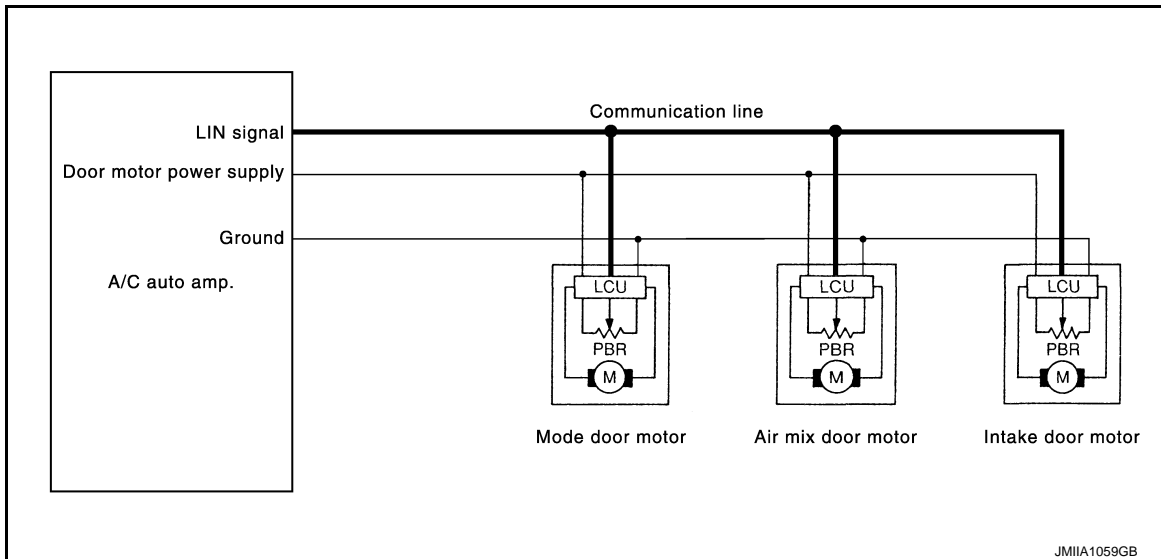 Communication line
LIN signal
Door motor power supply
Ground
A/C auto amp.
LCU
LCU
LCU
PBR
PBR
PBR
M
M
M
Mode door motor
Air mix door motor
Intake door motor
JMIIA1059GB